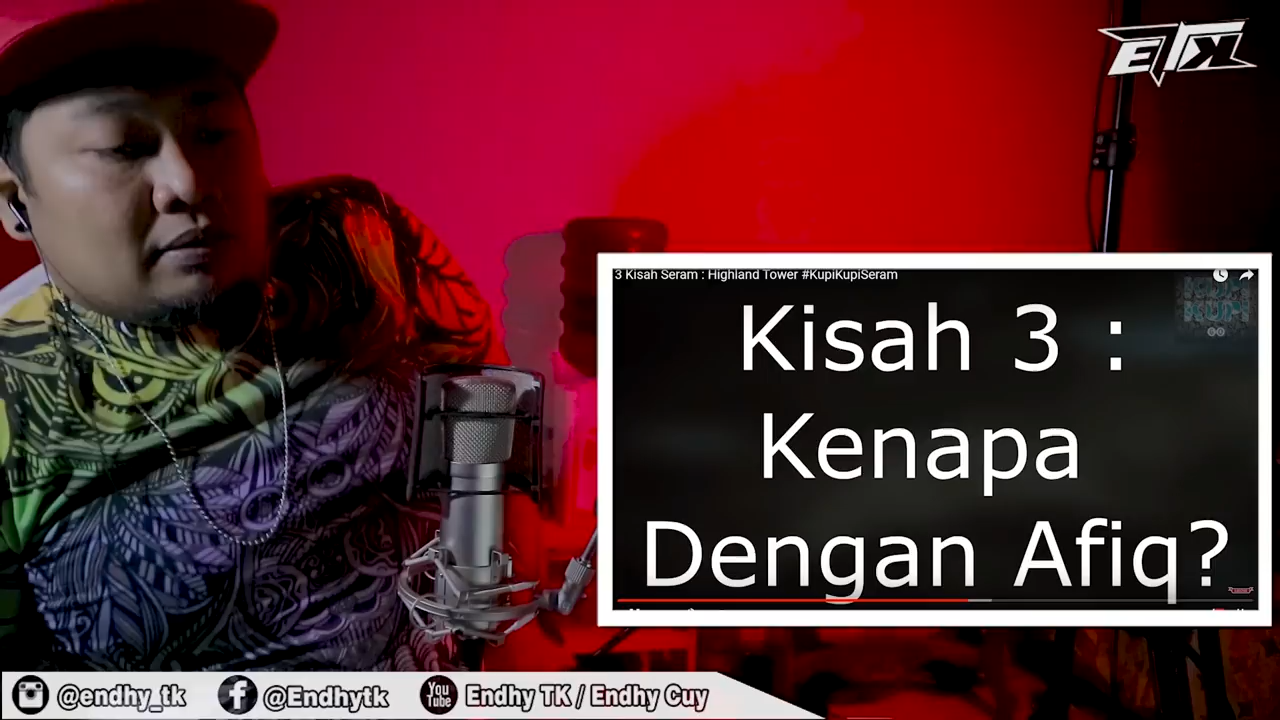 ETK
3 Kisah Seram : Highland Tower #KupiKupiSeram
KUPI
Kisah 3 :
Kenapa
Dengan Afiq?
@endhy_tk
@Endhytk
You
Tube
Endhy TK / Endhy Cuy